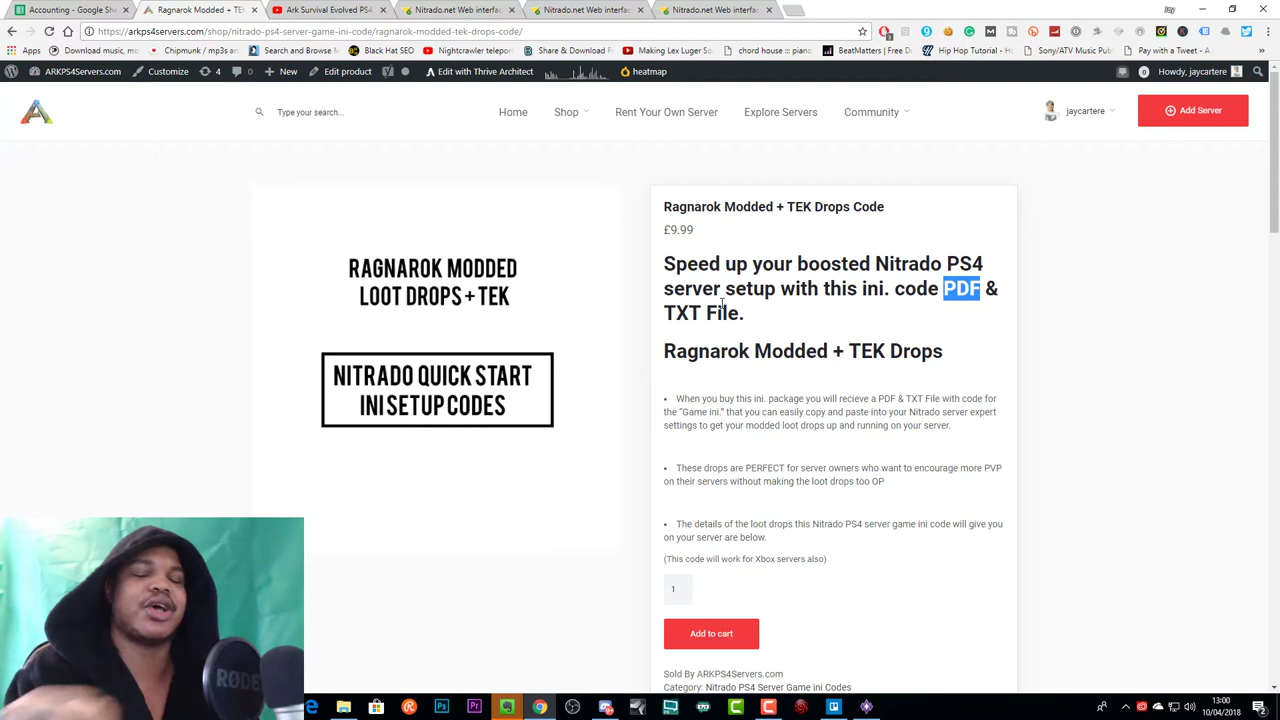 Accounting - Google She
Ragnarok Modded + TEK
Ark Survival Evolved PS4
Nitrado.net Web interfac
Nitrado.net Web interfac
Nitrado.net Web interfac
Jay
https://arkps4servers.com/shop/nitrado-ps4-server-game-ini-code/ragnarok-modded-tek-drops-code/
Apps
Download music, mo
Chipmunk / mp3 and
Search and Browse M
Black Hat SEO
Nightcrawler telepor
Share & Download F
Making Lex Luger - M
chord house ::: piano
BeatMatters | Grow H
Hip Hop Tutorial - Ho
Sony/ATV Music Publ
Pay with a Tweet - A
ARKPS4Servers.com
Customize
4
0
New
Edit product
Edit with Thrive Architect
heatmap
Howdy, jaycartere
Type your search...
Home
Shop
Rent Your Own Server
Explore Servers
Community
jaycartere
Add Server
RAGNAROK MODDED
LOOT DROPS + TEK
NITRADO QUICK START
INI SETUP CODES
Ragnarok Modded + TEK Drops Code
£9.99
Speed up your boosted Nitrado PS4
server setup with this ini. code PDF &
TXT File.
Ragnarok Modded + TEK Drops
• When you buy this ini. package you will recieve a PDF & TXT File with code for
the "Game ini." that you can easily copy and paste into your Nitrado server expert
settings to get your modded loot drops up and running on your server.
• These drops are PERFECT for server owners who want to encourage more PVP
on their servers without making the loot drops too OP
• The details of the loot drops this Nitrado PS4 server game ini code will give you
on your server are below.
(This code will work for Xbox servers also)
1
Add to cart
Sold By ARKPS4Servers.com
Category: Nitrado PS4 Server Game ini Codes
RODE
13:00
10/04/2018